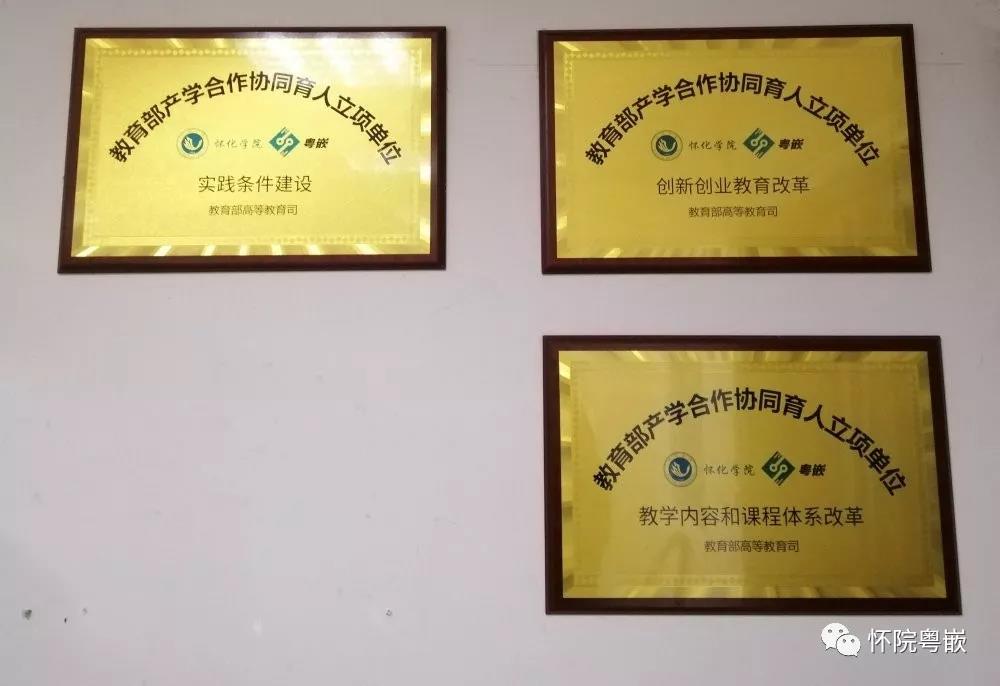 教育部产学合作协同育人立项单位
怀化学院 粤嵌
实践条件建设
教育部高等教育司
教育部产学合作协同育人立项单位
怀化学院 粤嵌
创新创业教育改革
教育部高等教育司
教育部产学合作协同育人立项单位
怀化学院 粤嵌
教学内容和课程体系改革
教育部高等教育司
怀院粤嵌